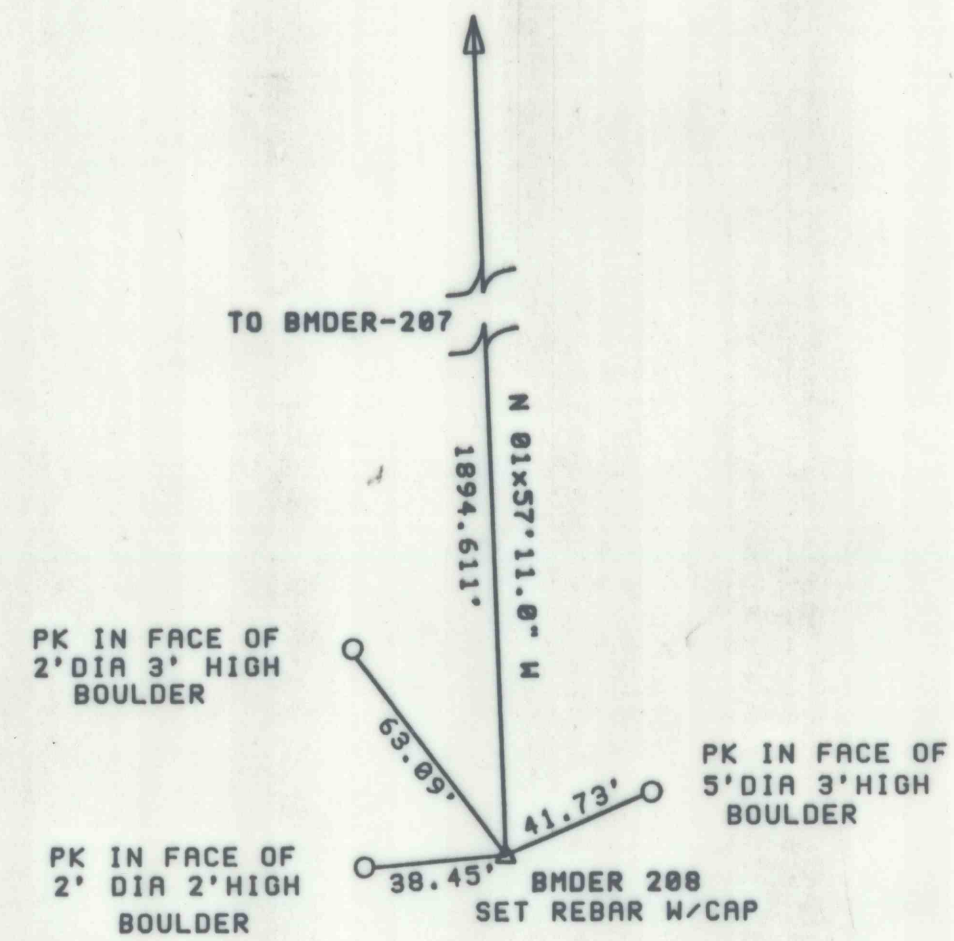 TO BMDER-207
N 01×57'11.0" W
1894.611'
PK IN FACE OF
2'DIA 3' HIGH
BOULDER
63.09'
PK IN FACE OF
5'DIA 3'HIGH
BOULDER
41.73'
PK IN FACE OF
2' DIA 2'HIGH
BOULDER
38.45'
BMDER 208
SET REBAR W/CAP